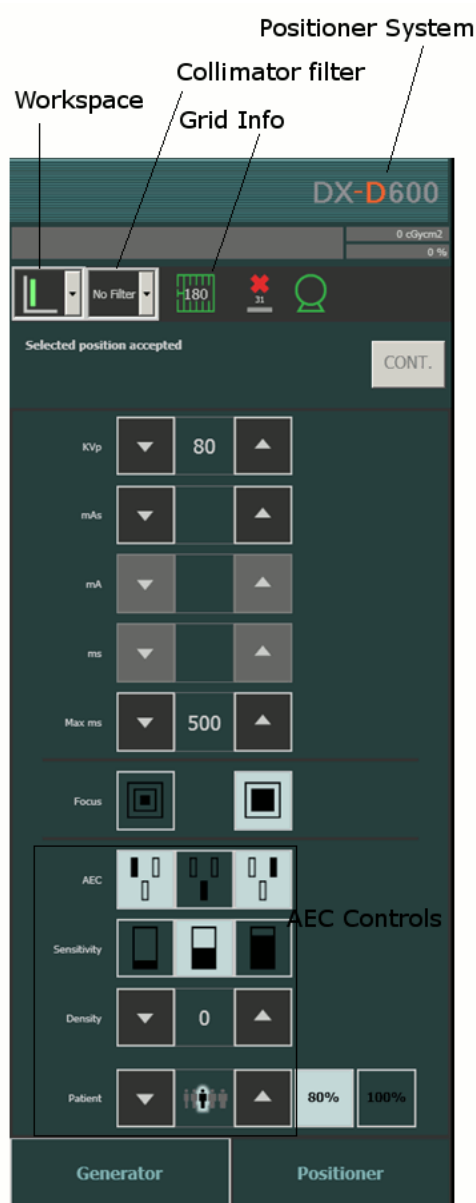 Positioner System
Collimator filter
Workspace
Grid Info
DX-D600
0 cGycm2
0 %
No Filter
180
31
Selected position accepted
CONT.
KVp
80
mAs
mA
ms
Max ms
500
Focus
AEC
AEC Controls
Sensitivity
Density
0
Patient
80%
100%
Generator
Positioner